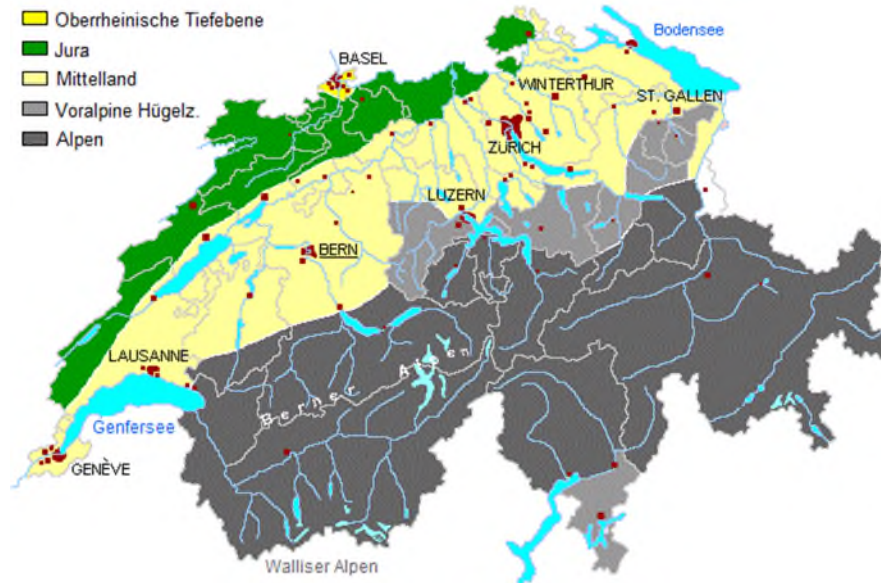 Oberrheinische Tiefebene
Jura
Mittelland
Voralpine Hügelz.
Alpen
BASEL
Bodensee
WINTERTHUR
ST. GALLEN
ZÜRICH
LUZERN
BERN
LAUSANNE
Berner Alpen
Genfersee
GENÈVE
Walliser Alpen